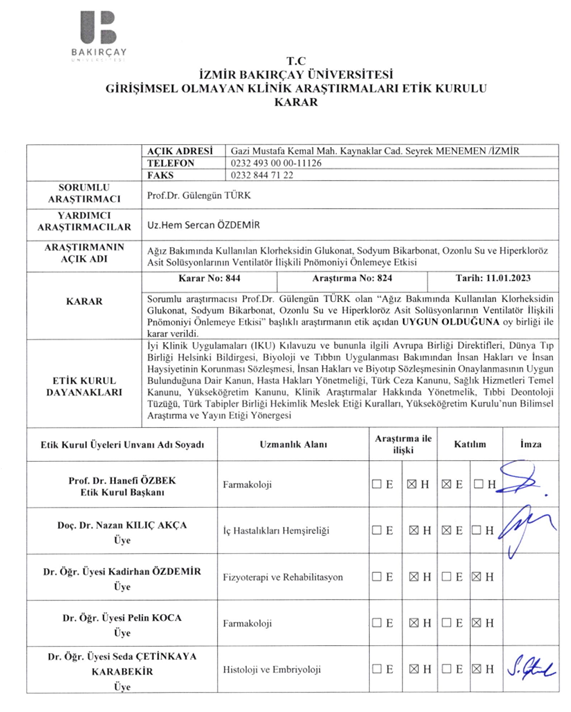 BAKIRÇAY
ÜNİVERSİTESİ
T.C
İZMİR BAKIRÇAY ÜNİVERSİTESİ
GİRİŞİMSEL OLMAYAN KLİNİK ARAŞTIRMALARI ETİK KURULU
KARAR
AÇIK ADRESİ Gazi Mustafa Kemal Mah. Kaynaklar Cad. Seyrek MENEMEN /İZMİR
TELEFON 0232 493 00 00-11126
FAKS 0232 844 71 22
SORUMLU
ARAŞTIRMACI
Prof.Dr. Gülengün TÜRK
YARDIMCI
ARAŞTIRMACILAR
Uz.Hem Sercan ÖZDEMİR
ARAŞTIRMANIN
AÇIK ADI
Ağız Bakımında Kullanılan Klorheksidin Glukonat, Sodyum Bikarbonat, Ozonlu Su ve Hiperkloröz
Asit Solüsyonlarının Ventilatör İlişkili Pnömoniyi Önlemeye Etkisi
KARAR
Karar No: 844 Araştırma No: 824 Tarih: 11.01.2023
Sorumlu araştırmacısı Prof.Dr. Gülengün TÜRK olan “Ağız Bakımında Kullanılan Klorheksidin
Glukonat, Sodyum Bikarbonat, Ozonlu Su ve Hiperkloröz Asit Solüsyonlarının Ventilatör İlişkili
Pnömoniyi Önlemeye Etkisi” başlıklı araştırmanın etik açıdan UYGUN OLDUĞUNA oy birliği ile
karar verildi.
ETİK KURUL
DAYANAKLARI
İyi Klinik Uygulamaları (IKU) Kılavuzu ve bununla ilgili Avrupa Birliği Direktifleri, Dünya Tıp
Birliği Helsinki Bildirgesi, Biyoloji ve Tıbbın Uygulanması Bakımından İnsan Hakları ve İnsan
Haysiyetinin Korunması Sözleşmesi, İnsan Hakları ve Biyotıp Sözleşmesinin Onaylanmasının Uygun
Bulunduğuna Dair Kanun, Hasta Hakları Yönetmeliği, Türk Ceza Kanunu, Sağlık Hizmetleri Temel
Kanunu, Yükseköğretim Kanunu, Klinik Araştırmalar Hakkında Yönetmelik, Tıbbi Deontoloji
Tüzüğü, Türk Tabipler Birliği Hekimlik Meslek Etiği Kuralları, Yükseköğretim Kurulu’nun Bilimsel
Araştırma ve Yayın Etiği Yönergesi
Etik Kurul Üyeleri Unvanı Adı Soyadı Uzmanlık Alanı Araştırma ile ilişki Katılım İmza
Prof. Dr. Hanefi ÖZBEK
Etik Kurul Başkanı
Farmakoloji ☐ E ☒ H ☒ E ☐ H
Doç. Dr. Nazan KILIÇ AKÇA
Üye
İç Hastalıkları Hemşireliği ☐ E ☒ H ☒ E ☐ H
Dr. Öğr. Üyesi Kadirhan ÖZDEMİR
Üye
Fizyoterapi ve Rehabilitasyon ☐ E ☒ H ☐ E ☒ H
Dr. Öğr. Üyesi Pelin KOCA
Üye
Farmakoloji ☐ E ☒ H ☐ E ☒ H
Dr. Öğr. Üyesi Seda ÇETİNKAYA
KARABEKİR
Üye
Histoloji ve Embriyoloji ☐ E ☒ H ☐ E ☒ H